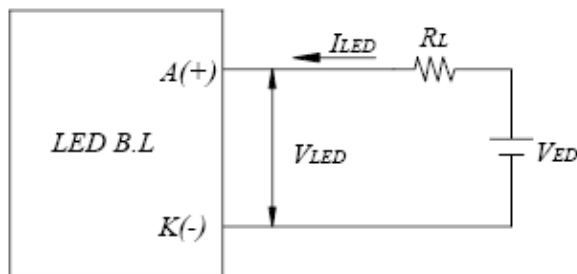 ILED
RL
A(+)
LED B.L
VLED
VED
K(-)